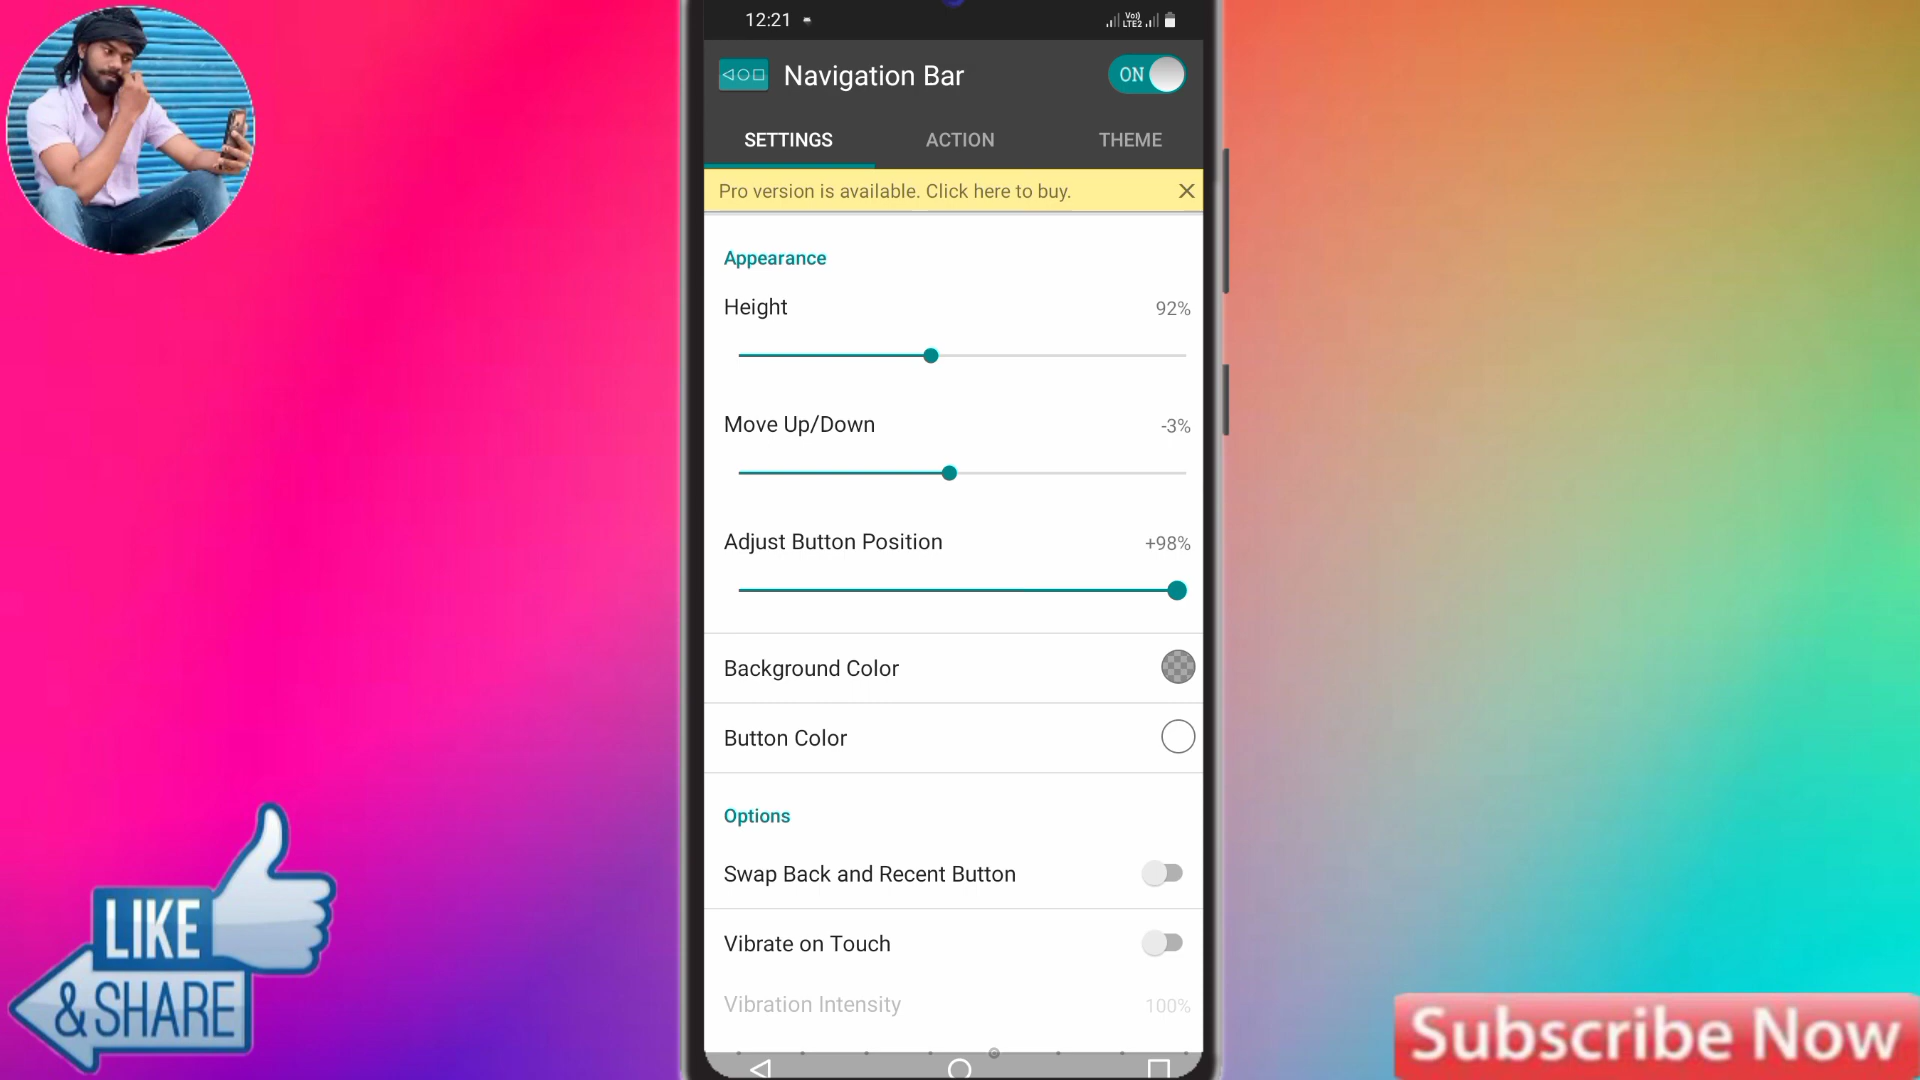 12:21
Vo)
LTE2
Navigation Bar
ON
SETTINGS
ACTION
THEME
Pro version is available. Click here to buy.
Appearance
Height
92%
Move Up/Down
-3%
Adjust Button Position
+98%
Background Color
Button Color
Options
Swap Back and Recent Button
Vibrate on Touch
Vibration Intensity
100%
LIKE
& SHARE
Subscribe Now